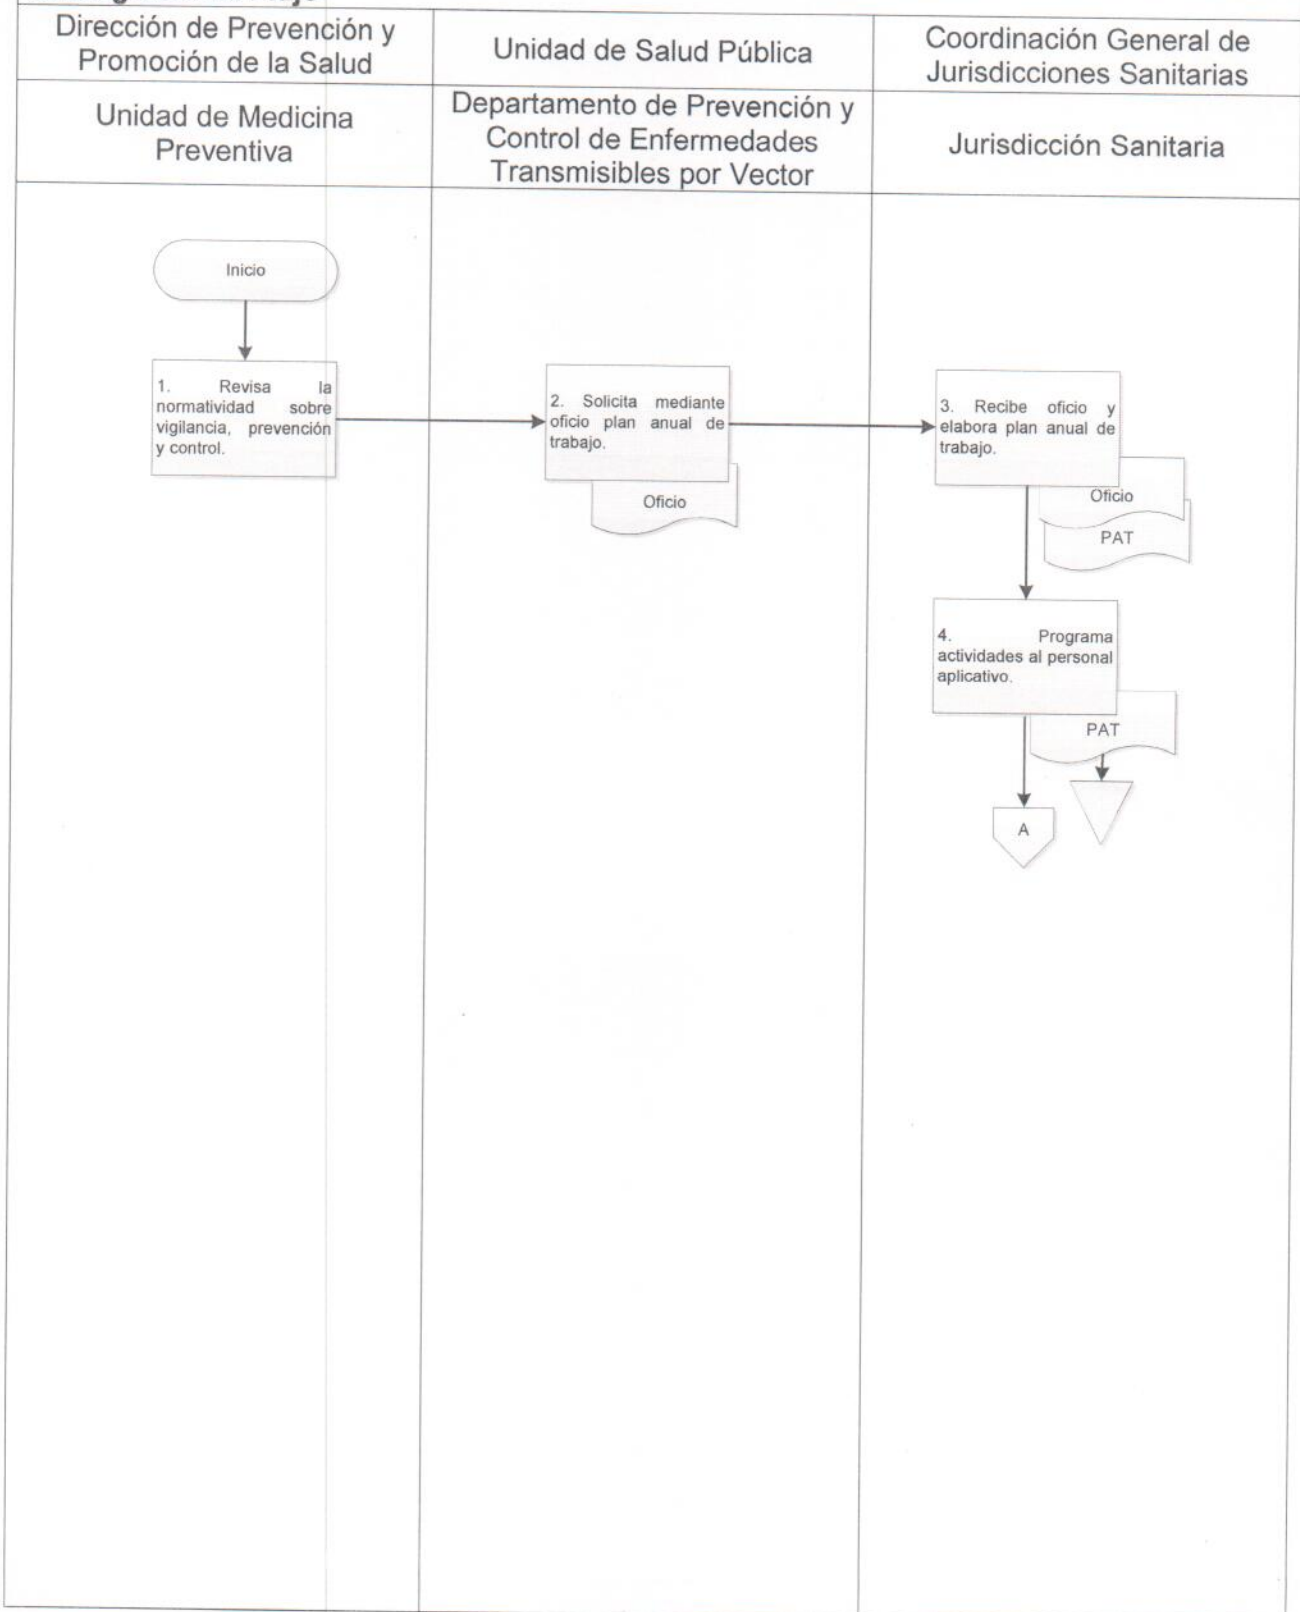 Dirección de Prevención y
Promoción de la Salud
Unidad de Salud Pública
Coordinación General de
Jurisdicciones Sanitarias
Unidad de Medicina
Preventiva
Departamento de Prevención y
Control de Enfermedades
Transmisibles por Vector
Jurisdicción Sanitaria
Inicio
1. Revisa la
normatividad sobre
vigilancia, prevención
y control.
2. Solicita mediante
oficio plan anual de
trabajo.
Oficio
3. Recibe oficio y
elabora plan anual de
trabajo.
Oficio
PAT
4. Programa
actividades al personal
aplicativo.
PAT
A